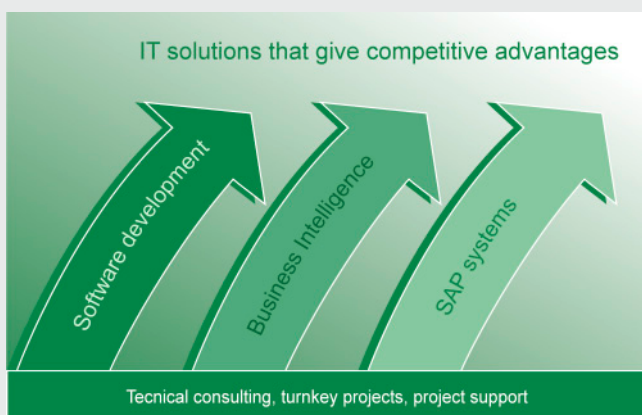 IT solutions that give competitive advantages
Software development
Business Intelligence
SAP systems
Tecnical consulting, turnkey projects, project support